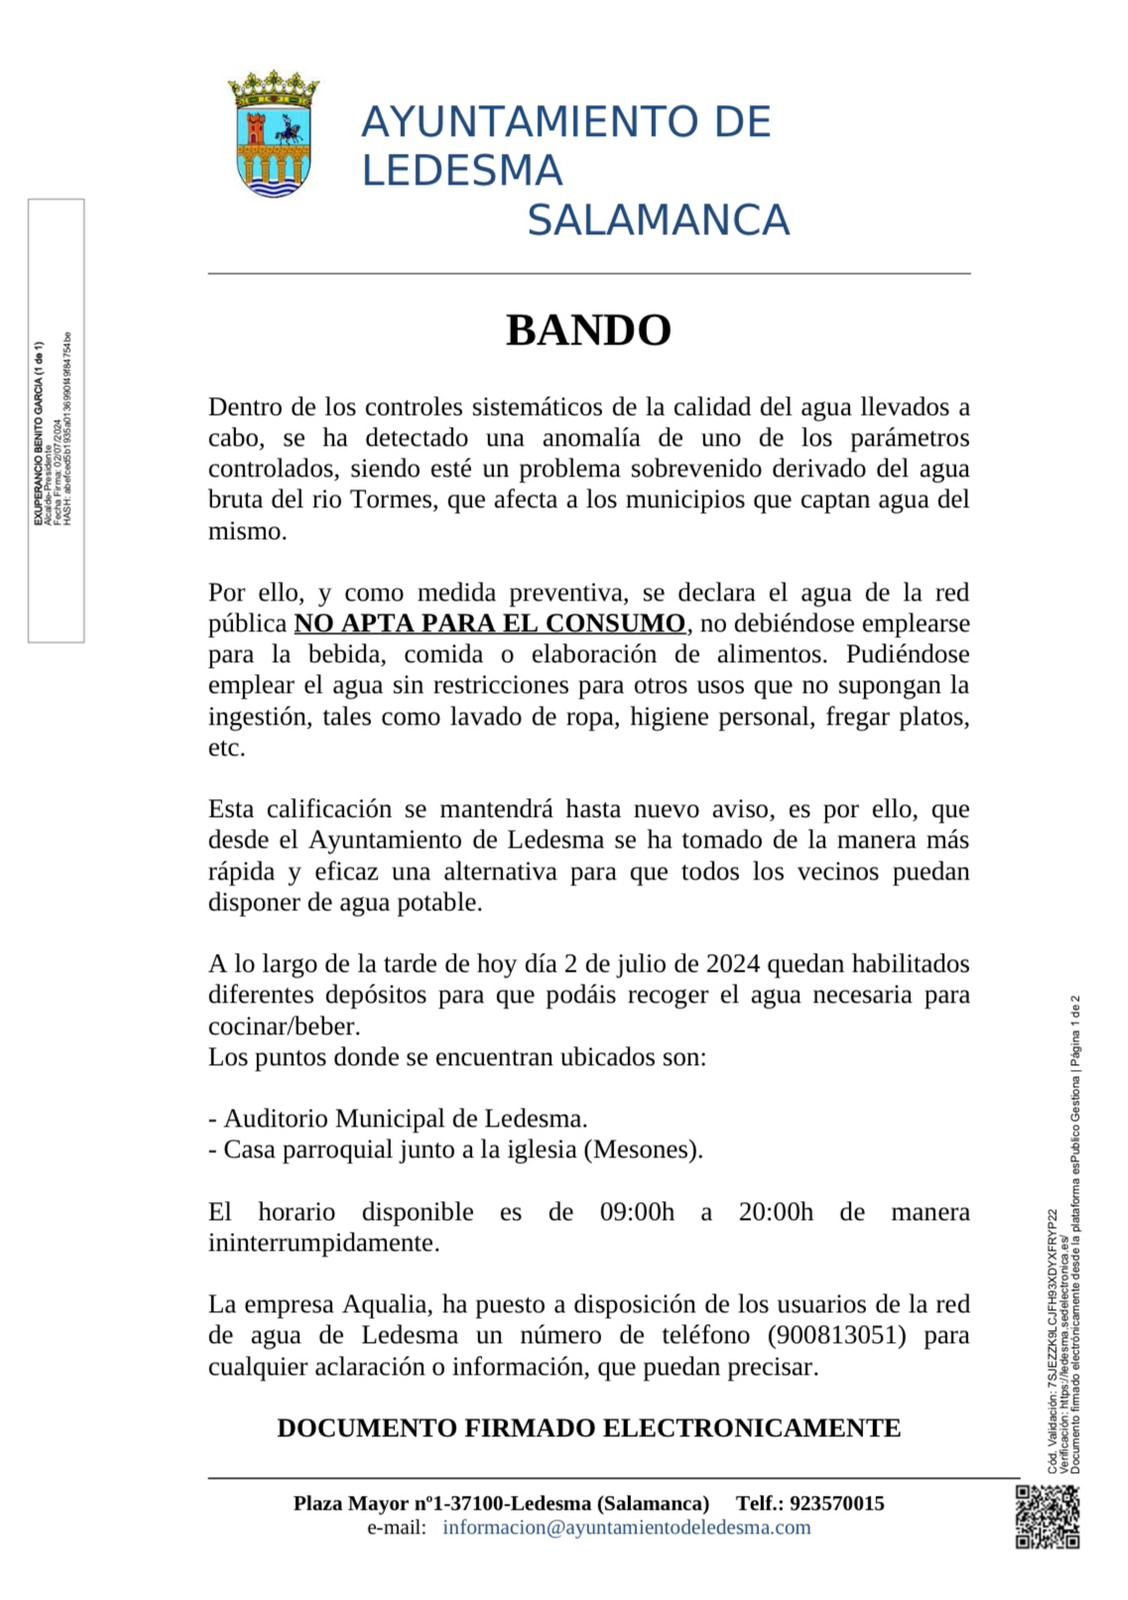 AYUNTAMIENTO DE
LEDESMA
SALAMANCA
BANDO
Dentro de los controles sistemáticos de la calidad del agua llevados a
cabo, se ha detectado una anomalía de uno de los parámetros
controlados, siendo esté un problema sobrevenido derivado del agua
bruta del rio Tormes, que afecta a los municipios que captan agua del
mismo.
Por ello, y como medida preventiva, se declara el agua de la red
pública NO APTA PARA EL CONSUMO, no debiéndose emplearse
para la bebida, comida o elaboración de alimentos. Pudiéndose
emplear el agua sin restricciones para otros usos que no supongan la
ingestión, tales como lavado de ropa, higiene personal, fregar platos,
etc.
Esta calificación se mantendrá hasta nuevo aviso, es por ello, que
desde el Ayuntamiento de Ledesma se ha tomado de la manera más
rápida y eficaz una alternativa para que todos los vecinos puedan
disponer de agua potable.
A lo largo de la tarde de hoy día 2 de julio de 2024 quedan habilitados
diferentes depósitos para que podáis recoger el agua necesaria para
cocinar/beber.
Los puntos donde se encuentran ubicados son:
- Auditorio Municipal de Ledesma.
- Casa parroquial junto a la iglesia (Mesones).
El horario disponible es de 09:00h a 20:00h de manera
ininterrumpidamente.
La empresa Aqualia, ha puesto a disposición de los usuarios de la red
de agua de Ledesma un número de teléfono (900813051) para
cualquier aclaración o información, que puedan precisar.
DOCUMENTO FIRMADO ELECTRONICAMENTE
Plaza Mayor nº1-37100-Ledesma (Salamanca) Telf.: 923570015
e-mail: informacion@ayuntamientodeledesma.com
EXUPERANCIO BENITO GARCIA (1 de 1)
Alcalde-Presidente
Fecha Firma: 02/07/2024
HASH:
Cód. Validación: 7SJEZZK9LCJFH93XDYXFRYP22
Verificación: https://ledesma.sedelectronica.es/
Documento firmado electrónicamente desde la plataforma esPublico Gestiona | Página 1 de 2